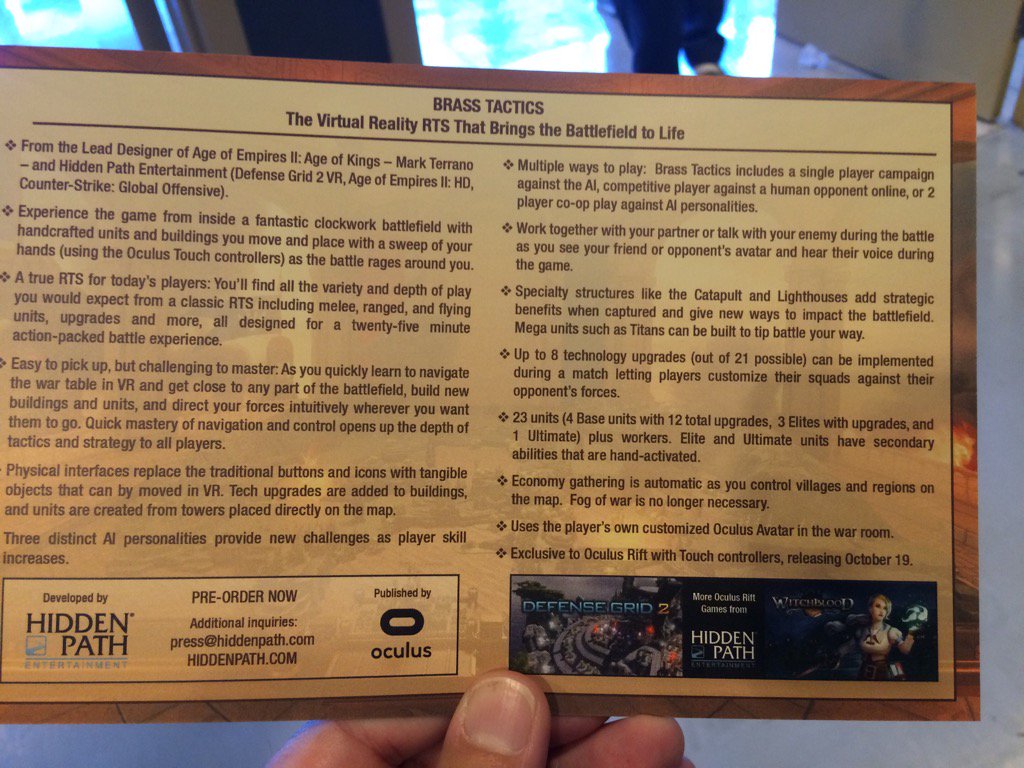 BRASS TACTICS
The Virtual Reality RTS That Brings the Battlefield to Life
❖ From the Lead Designer of Age of Empires II: Age of Kings – Mark Terrano
– and Hidden Path Entertainment (Defense Grid 2 VR, Age of Empires II: HD,
Counter-Strike: Global Offensive).
❖ Experience the game from inside a fantastic clockwork battlefield with
handcrafted units and buildings you move and place with a sweep of your
hands (using the Oculus Touch controllers) as the battle rages around you.
❖ A true RTS for today's players: You'll find all the variety and depth of play
you would expect from a classic RTS including melee, ranged, and flying
units, upgrades and more, all designed for a twenty-five minute
action-packed battle experience.
Easy to pick up, but challenging to master: As you quickly learn to navigate
the war table in VR and get close to any part of the battlefield, build new
buildings and units, and direct your forces intuitively wherever you want
them to go. Quick mastery of navigation and control opens up the depth of
tactics and strategy to all players.
Physical interfaces replace the traditional buttons and icons with tangible
objects that can by moved in VR. Tech upgrades are added to buildings,
and units are created from towers placed directly on the map.
Three distinct AI personalities provide new challenges as player skill
increases.
❖ Multiple ways to play: Brass Tactics includes a single player campaign
against the AI, competitive player against a human opponent online, or 2
player co-op play against AI personalities.
❖ Work together with your partner or talk with your enemy during the battle
as you see your friend or opponent's avatar and hear their voice during
the game.
❖ Specialty structures like the Catapult and Lighthouses add strategic
benefits when captured and give new ways to impact the battlefield.
Mega units such as Titans can be built to tip battle your way.
❖ Up to 8 technology upgrades (out of 21 possible) can be implemented
during a match letting players customize their squads against their
opponent's forces.
❖ 23 units (4 Base units with 12 total upgrades, 3 Elites with upgrades, and
1 Ultimate) plus workers. Elite and Ultimate units have secondary
abilities that are hand-activated.
❖ Economy gathering is automatic as you control villages and regions on
the map. Fog of war is no longer necessary.
❖ Uses the player's own customized Oculus Avatar in the war room.
❖ Exclusive to Oculus Rift with Touch controllers, releasing October 19.
Developed by
HIDDEN®
PATH
ENTERTAINMENT
PRE-ORDER NOW
Additional inquiries:
press@hiddenpath.com
HIDDENPATH.COM
Published by
oculus
DEFENSE GRID 2
More Oculus Rift
Games from
HIDDEN
PATH
ENTERTAINMENT
WITCHBLOOD